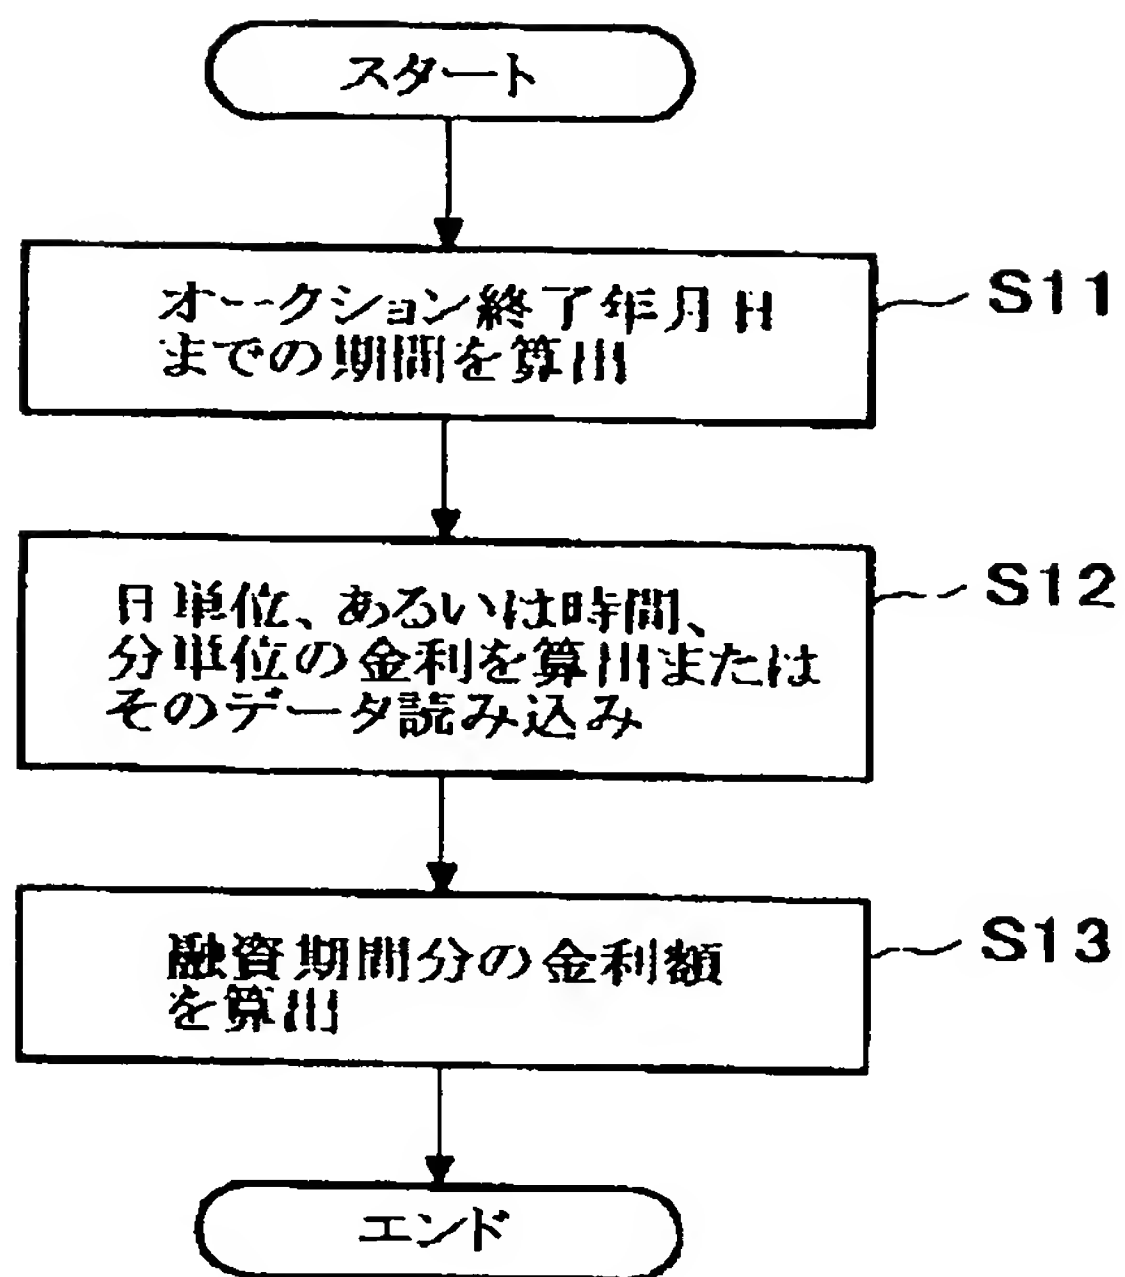 スタート
オークション終了年月日
までの期間を算出
S11
日単位、あるいは時間、
分単位の金利を算出または
そのデータ読み込み
S12
融資期間分の金利額
を算出
S13
エンド